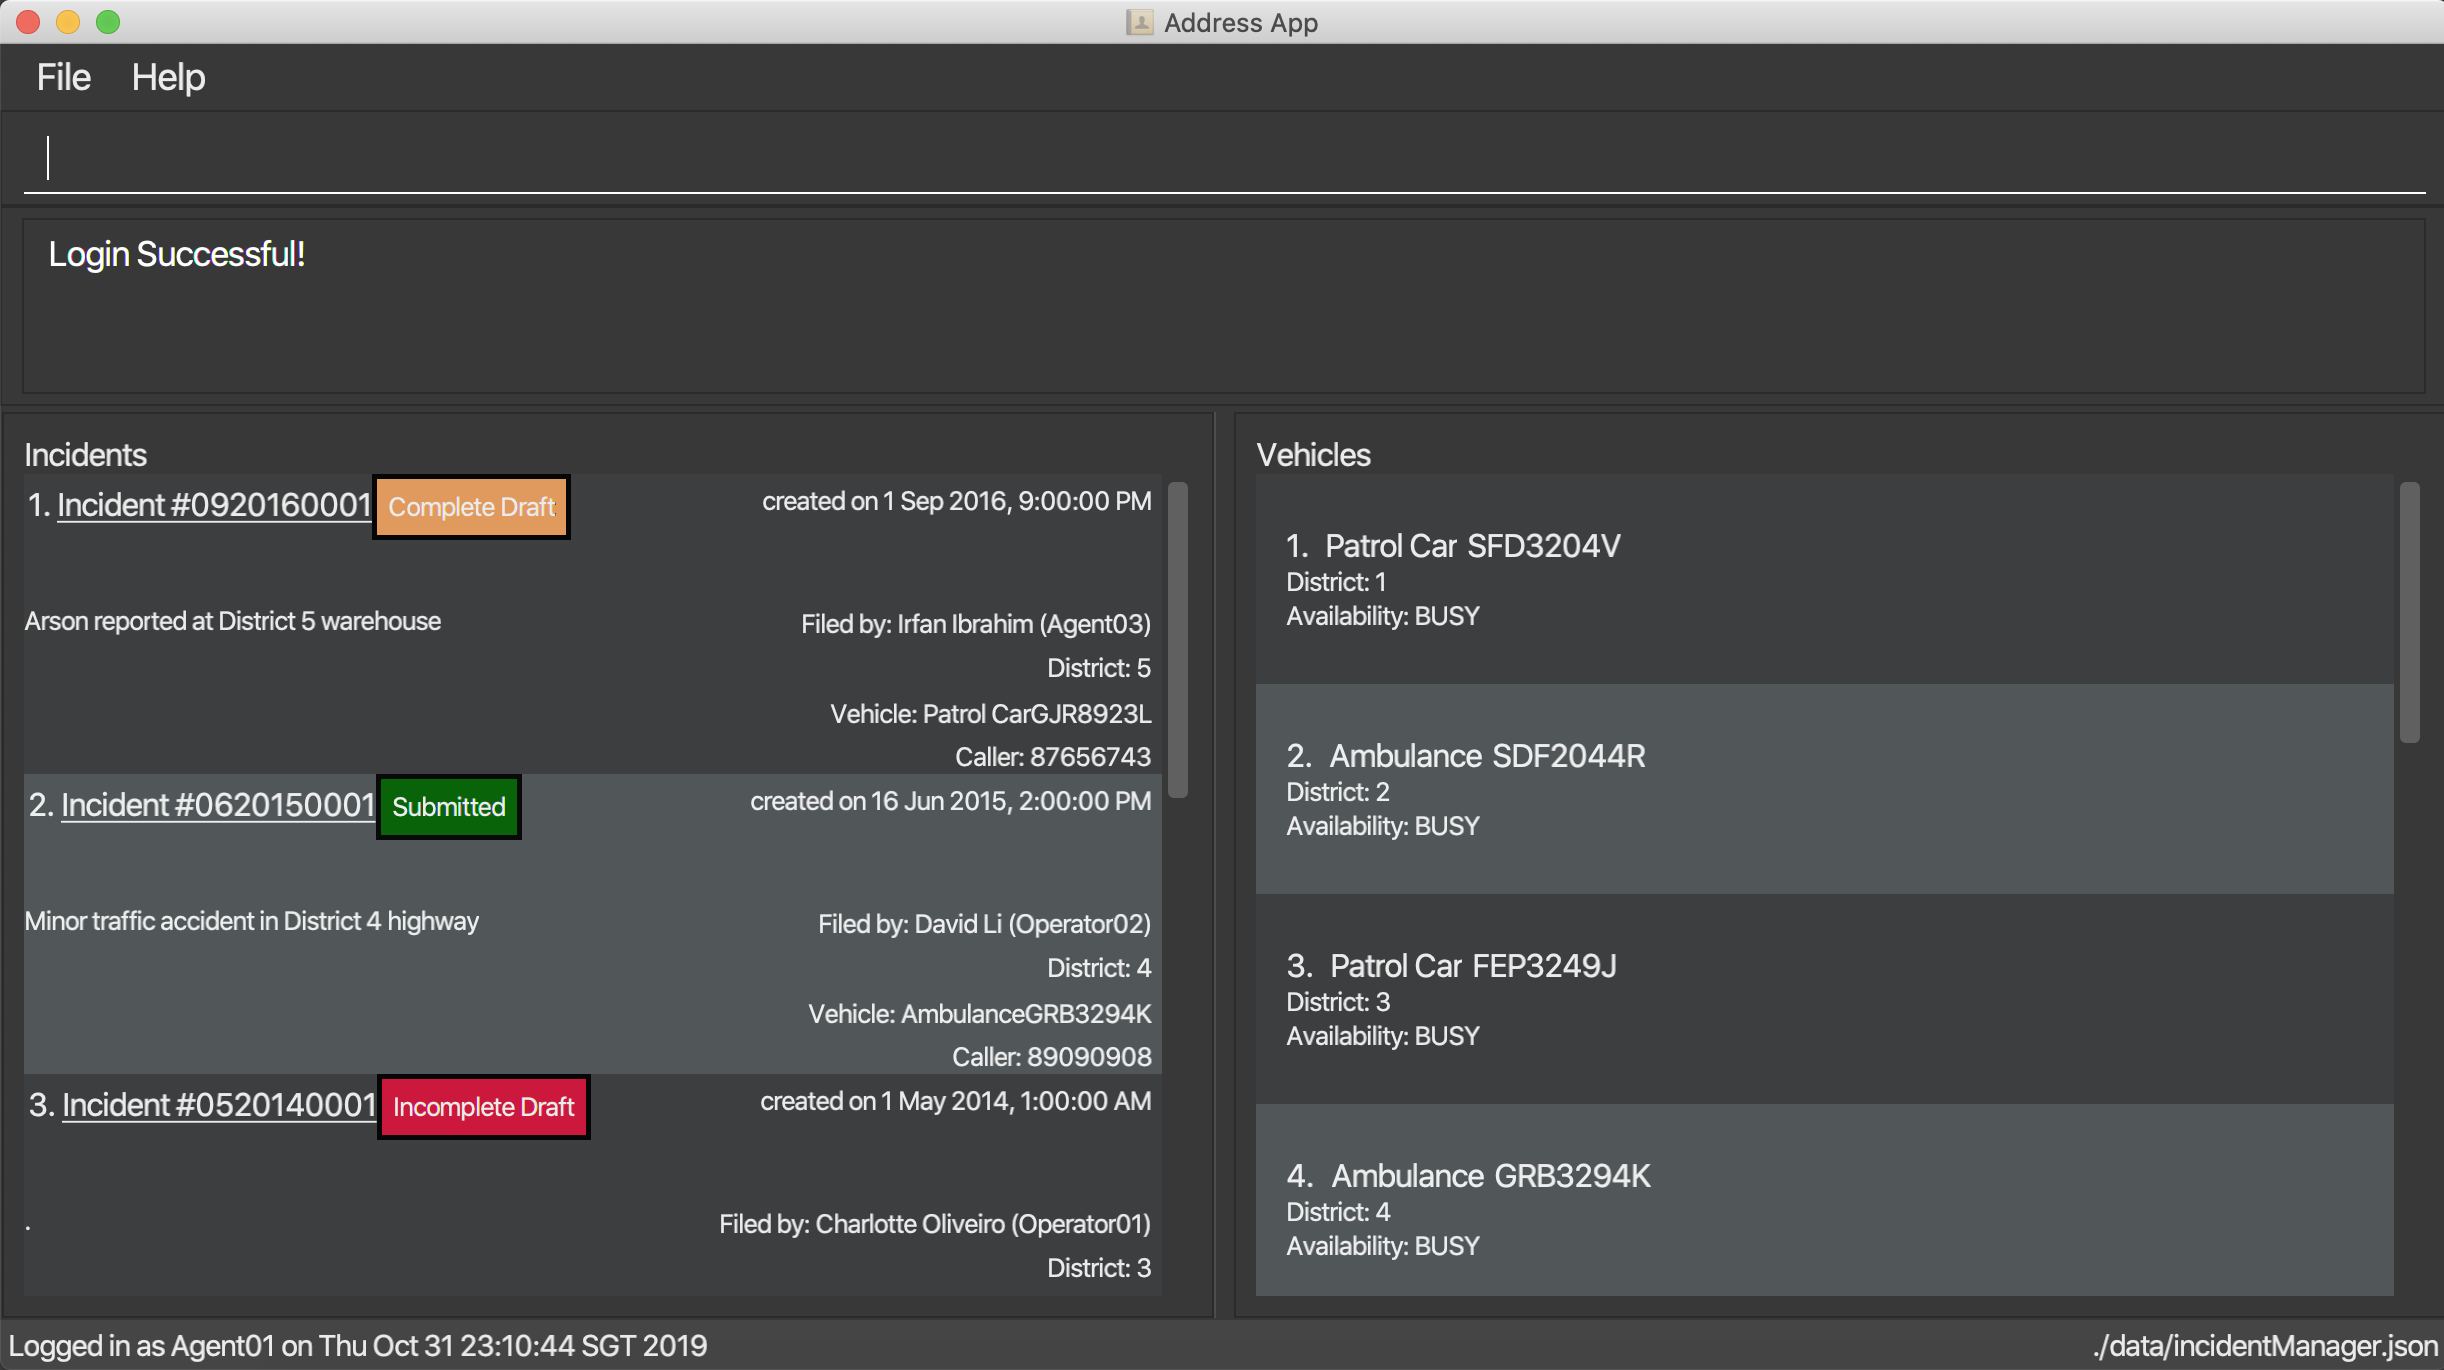 Address App
File Help
Login Successful!
Incidents
1. Incident #0920160001 Complete Draft created on 1 Sep 2016, 9:00:00 PM
Arson reported at District 5 warehouse Filed by: Irfan Ibrahim (Agent03)
District: 5
Vehicle: Patrol CarGJR8923L
Caller: 87656743
2. Incident #0620150001 Submitted created on 16 Jun 2015, 2:00:00 PM
Minor traffic accident in District 4 highway Filed by: David Li (Operator02)
District: 4
Vehicle: AmbulanceGRB3294K
Caller: 89090908
3. Incident #0520140001 Incomplete Draft created on 1 May 2014, 1:00:00 AM
. Filed by: Charlotte Oliveiro (Operator01)
District: 3
Vehicles
1. Patrol Car SFD3204V
District: 1
Availability: BUSY
2. Ambulance SDF2044R
District: 2
Availability: BUSY
3. Patrol Car FEP3249J
District: 3
Availability: BUSY
4. Ambulance GRB3294K
District: 4
Availability: BUSY
Logged in as Agent01 on Thu Oct 31 23:10:44 SGT 2019 ./data/incidentManager.json